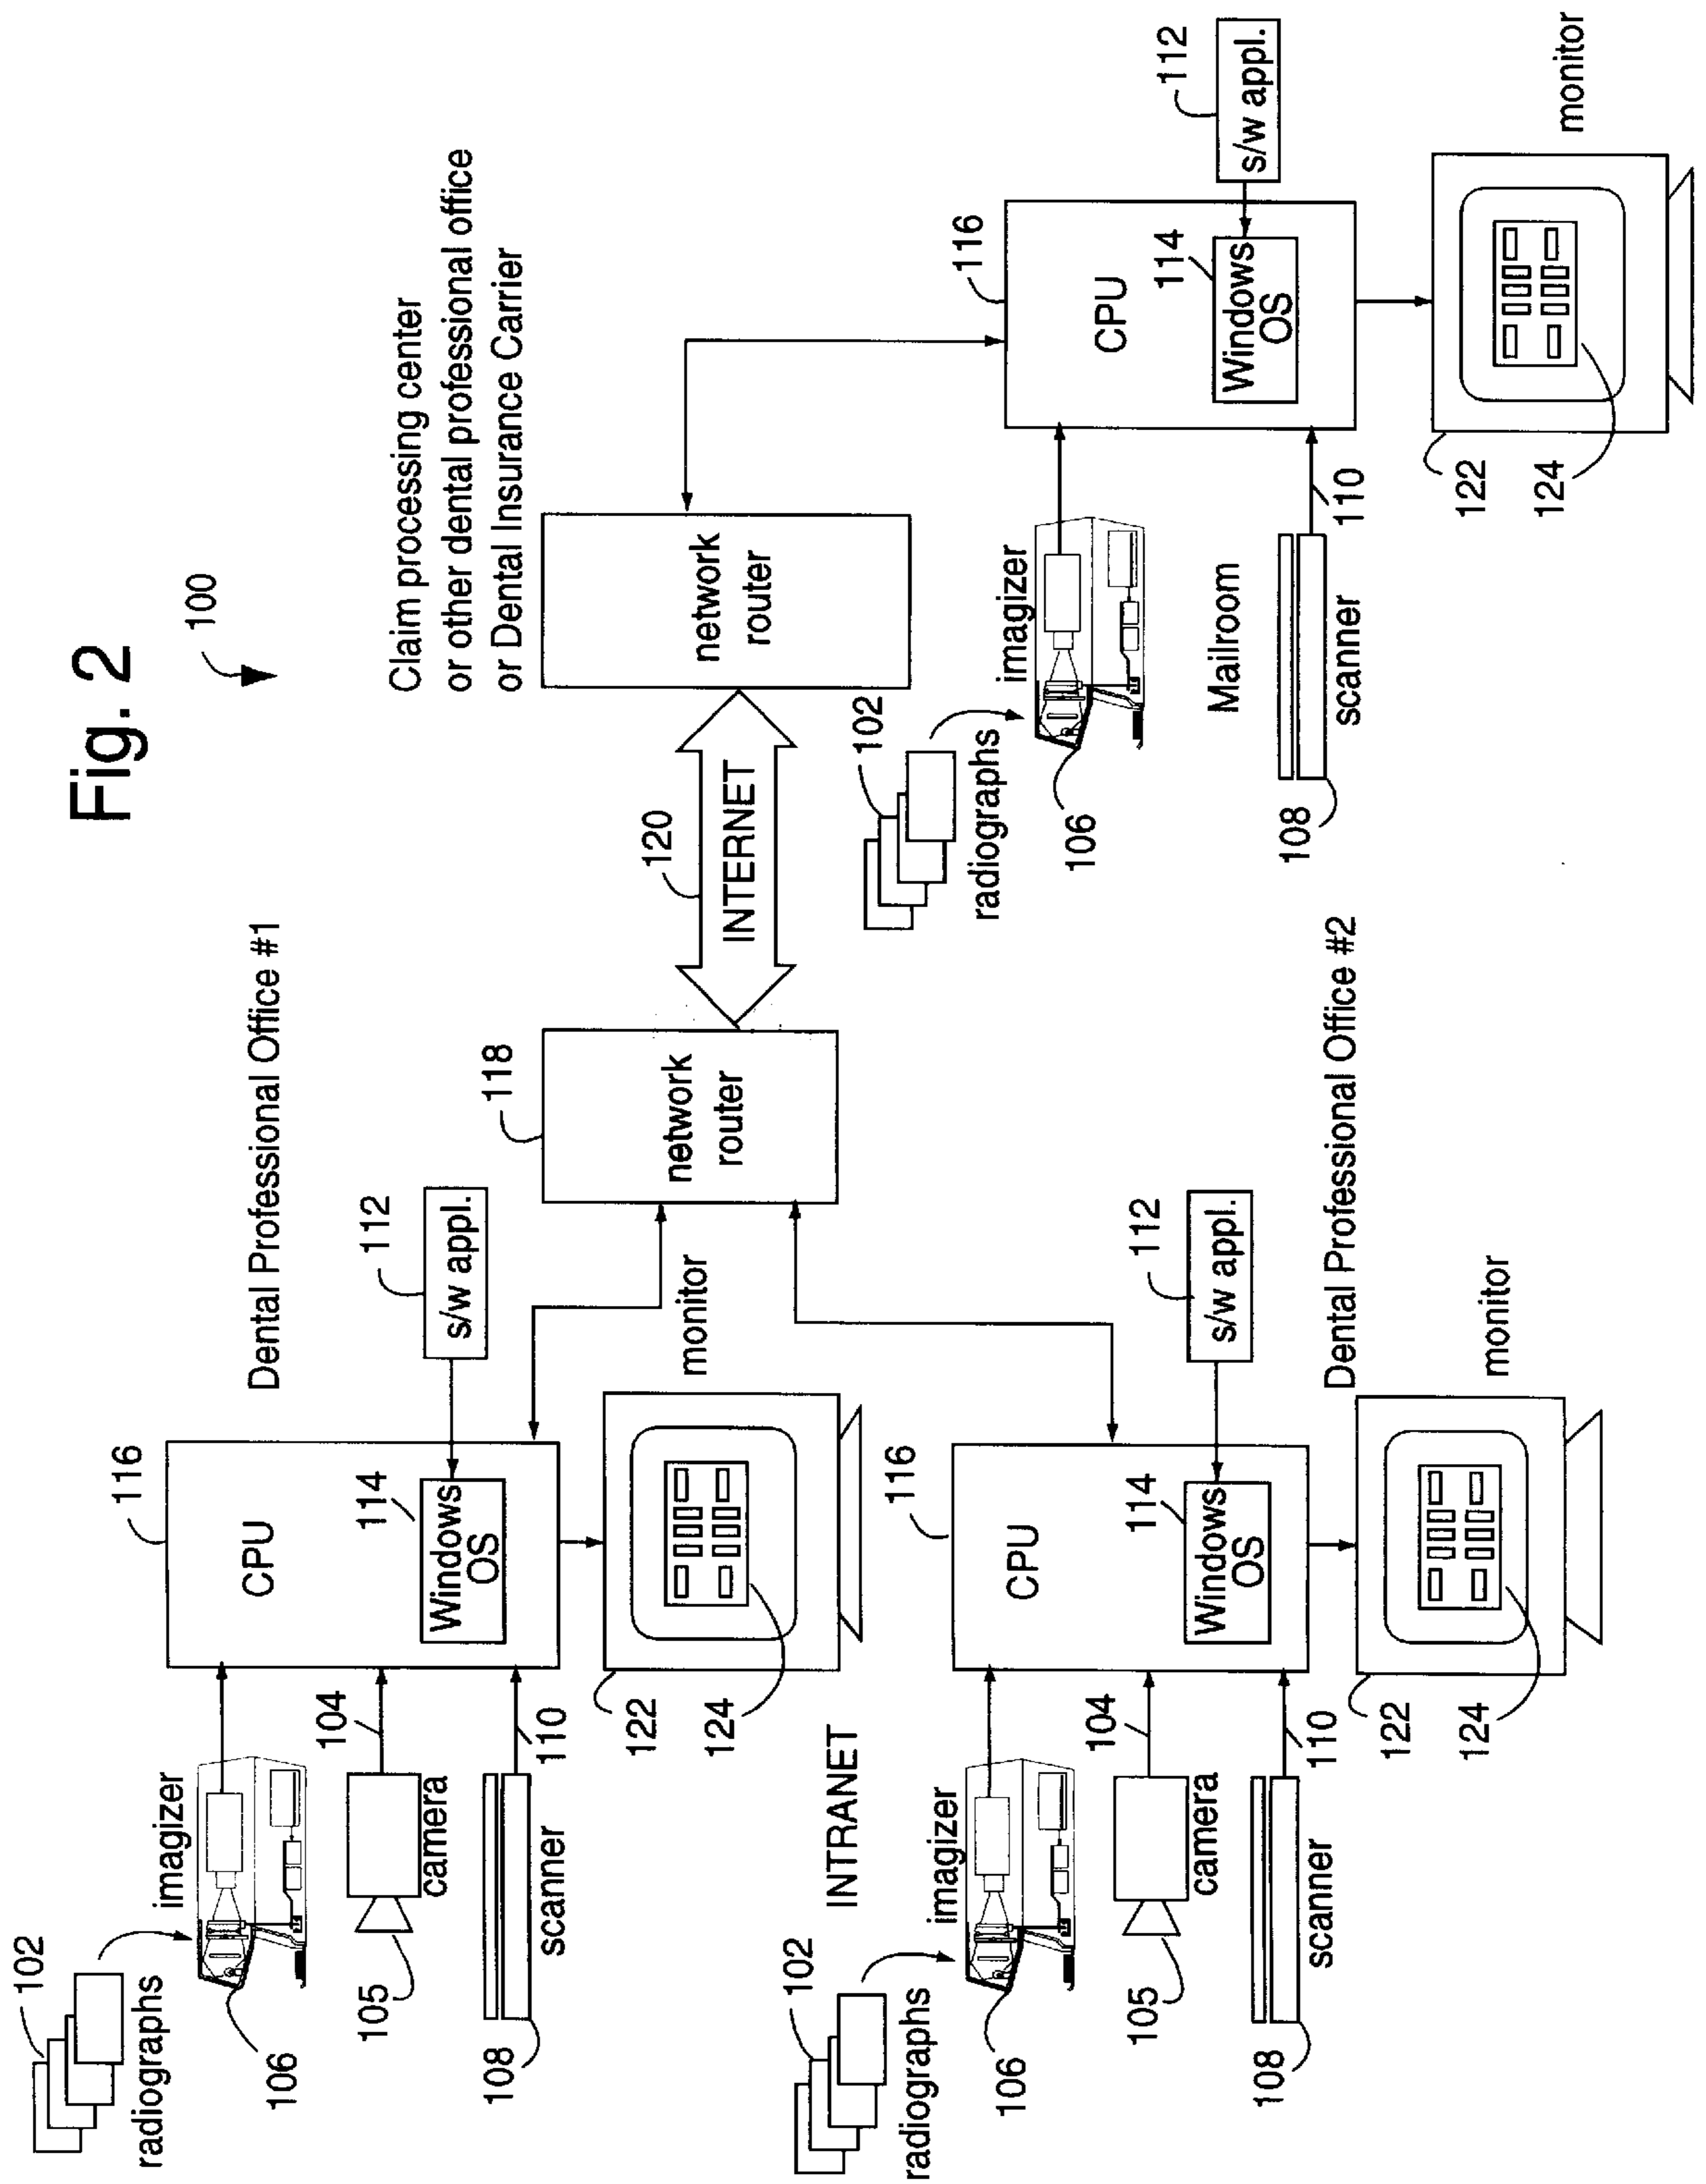 Fig. 2
100
Dental Professional Office #1
102
radiographs
imagizer
106
104
105
camera
108
scanner
110
116
CPU
114
Windows
OS
112
s/w appl.
122
124
monitor
118
network
router
120
INTERNET
INTRANET
102
radiographs
imagizer
106
104
105
camera
108
scanner
110
116
CPU
114
Windows
OS
112
s/w appl.
Dental Professional Office #2
122
124
monitor
Claim processing center
or other dental professional office
or Dental Insurance Carrier
network
router
102
radiographs
imagizer
106
Mailroom
108
scanner
110
116
CPU
114
Windows
OS
112
s/w appl.
122
124
monitor